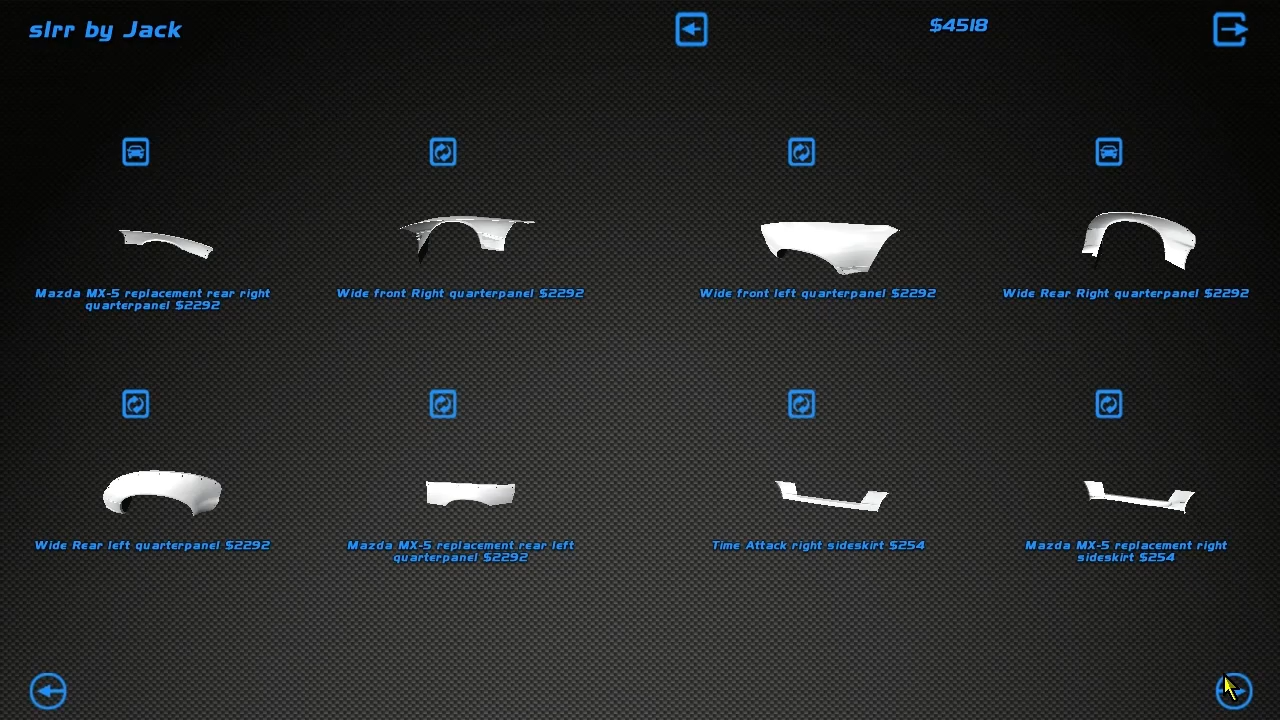 slrr by Jack
$4518
Mazda MX-5 replacement rear right
quarterpanel $2292
Wide front Right quarterpanel $2292
Wide front left quarterpanel $2292
Wide Rear Right quarterpanel $2292
Wide Rear left quarterpanel $2292
Mazda MX-5 replacement rear left
quarterpanel $2292
Time Attack right sideskirt $254
Mazda MX-5 replacement right
sideskirt $254